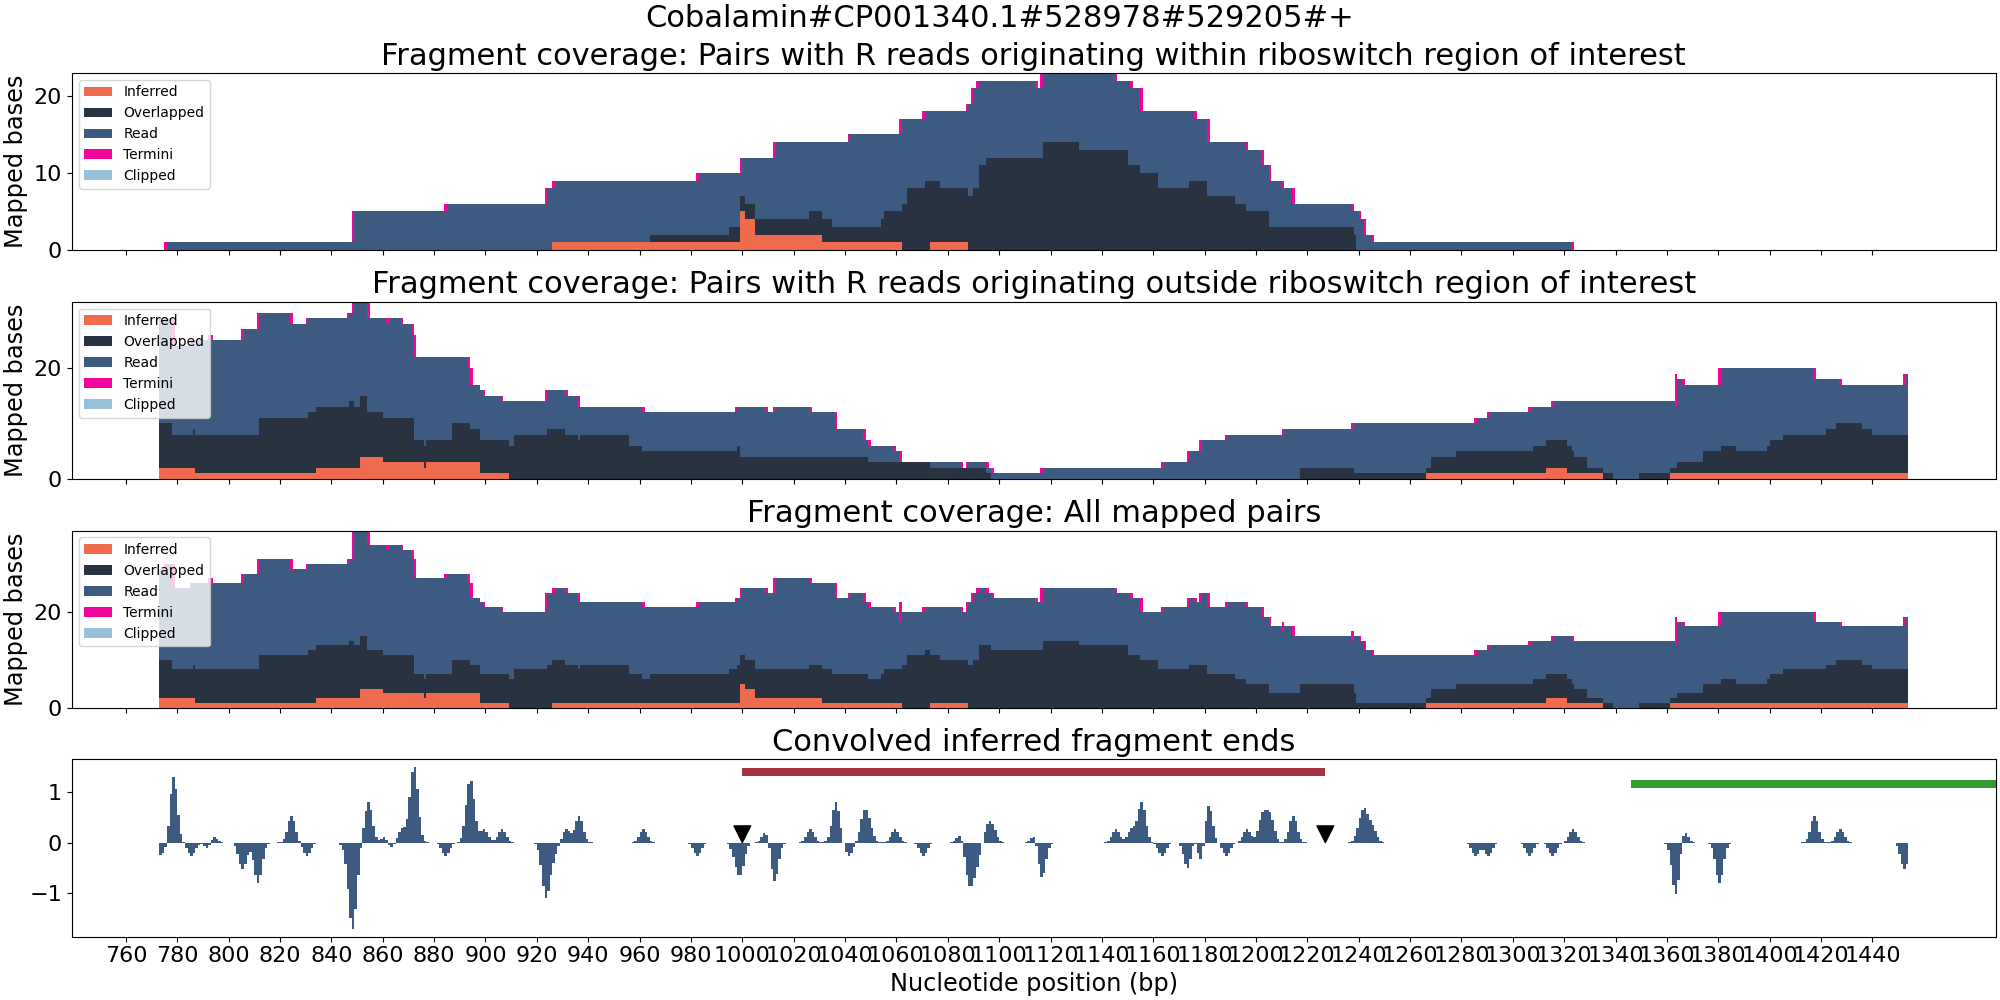 Cobalamin#CP001340.1#528978#529205#+
Fragment coverage: Pairs with R reads originating within riboswitch region of interest
Mapped bases
20
10
0
Inferred
Overlapped
Read
Termini
Clipped
Fragment coverage: Pairs with R reads originating outside riboswitch region of interest
Mapped bases
20
0
Inferred
Overlapped
Read
Termini
Clipped
Fragment coverage: All mapped pairs
Mapped bases
20
0
Inferred
Overlapped
Read
Termini
Clipped
Convolved inferred fragment ends
1
0
−1
760 780 800 820 840 860 880 900 920 940 960 980 1000 1020 1040 1060 1080 1100 1120 1140 1160 1180 1200 1220 1240 1260 1280 1300 1320 1340 1360 1380 1400 1420 1440
Nucleotide position (bp)